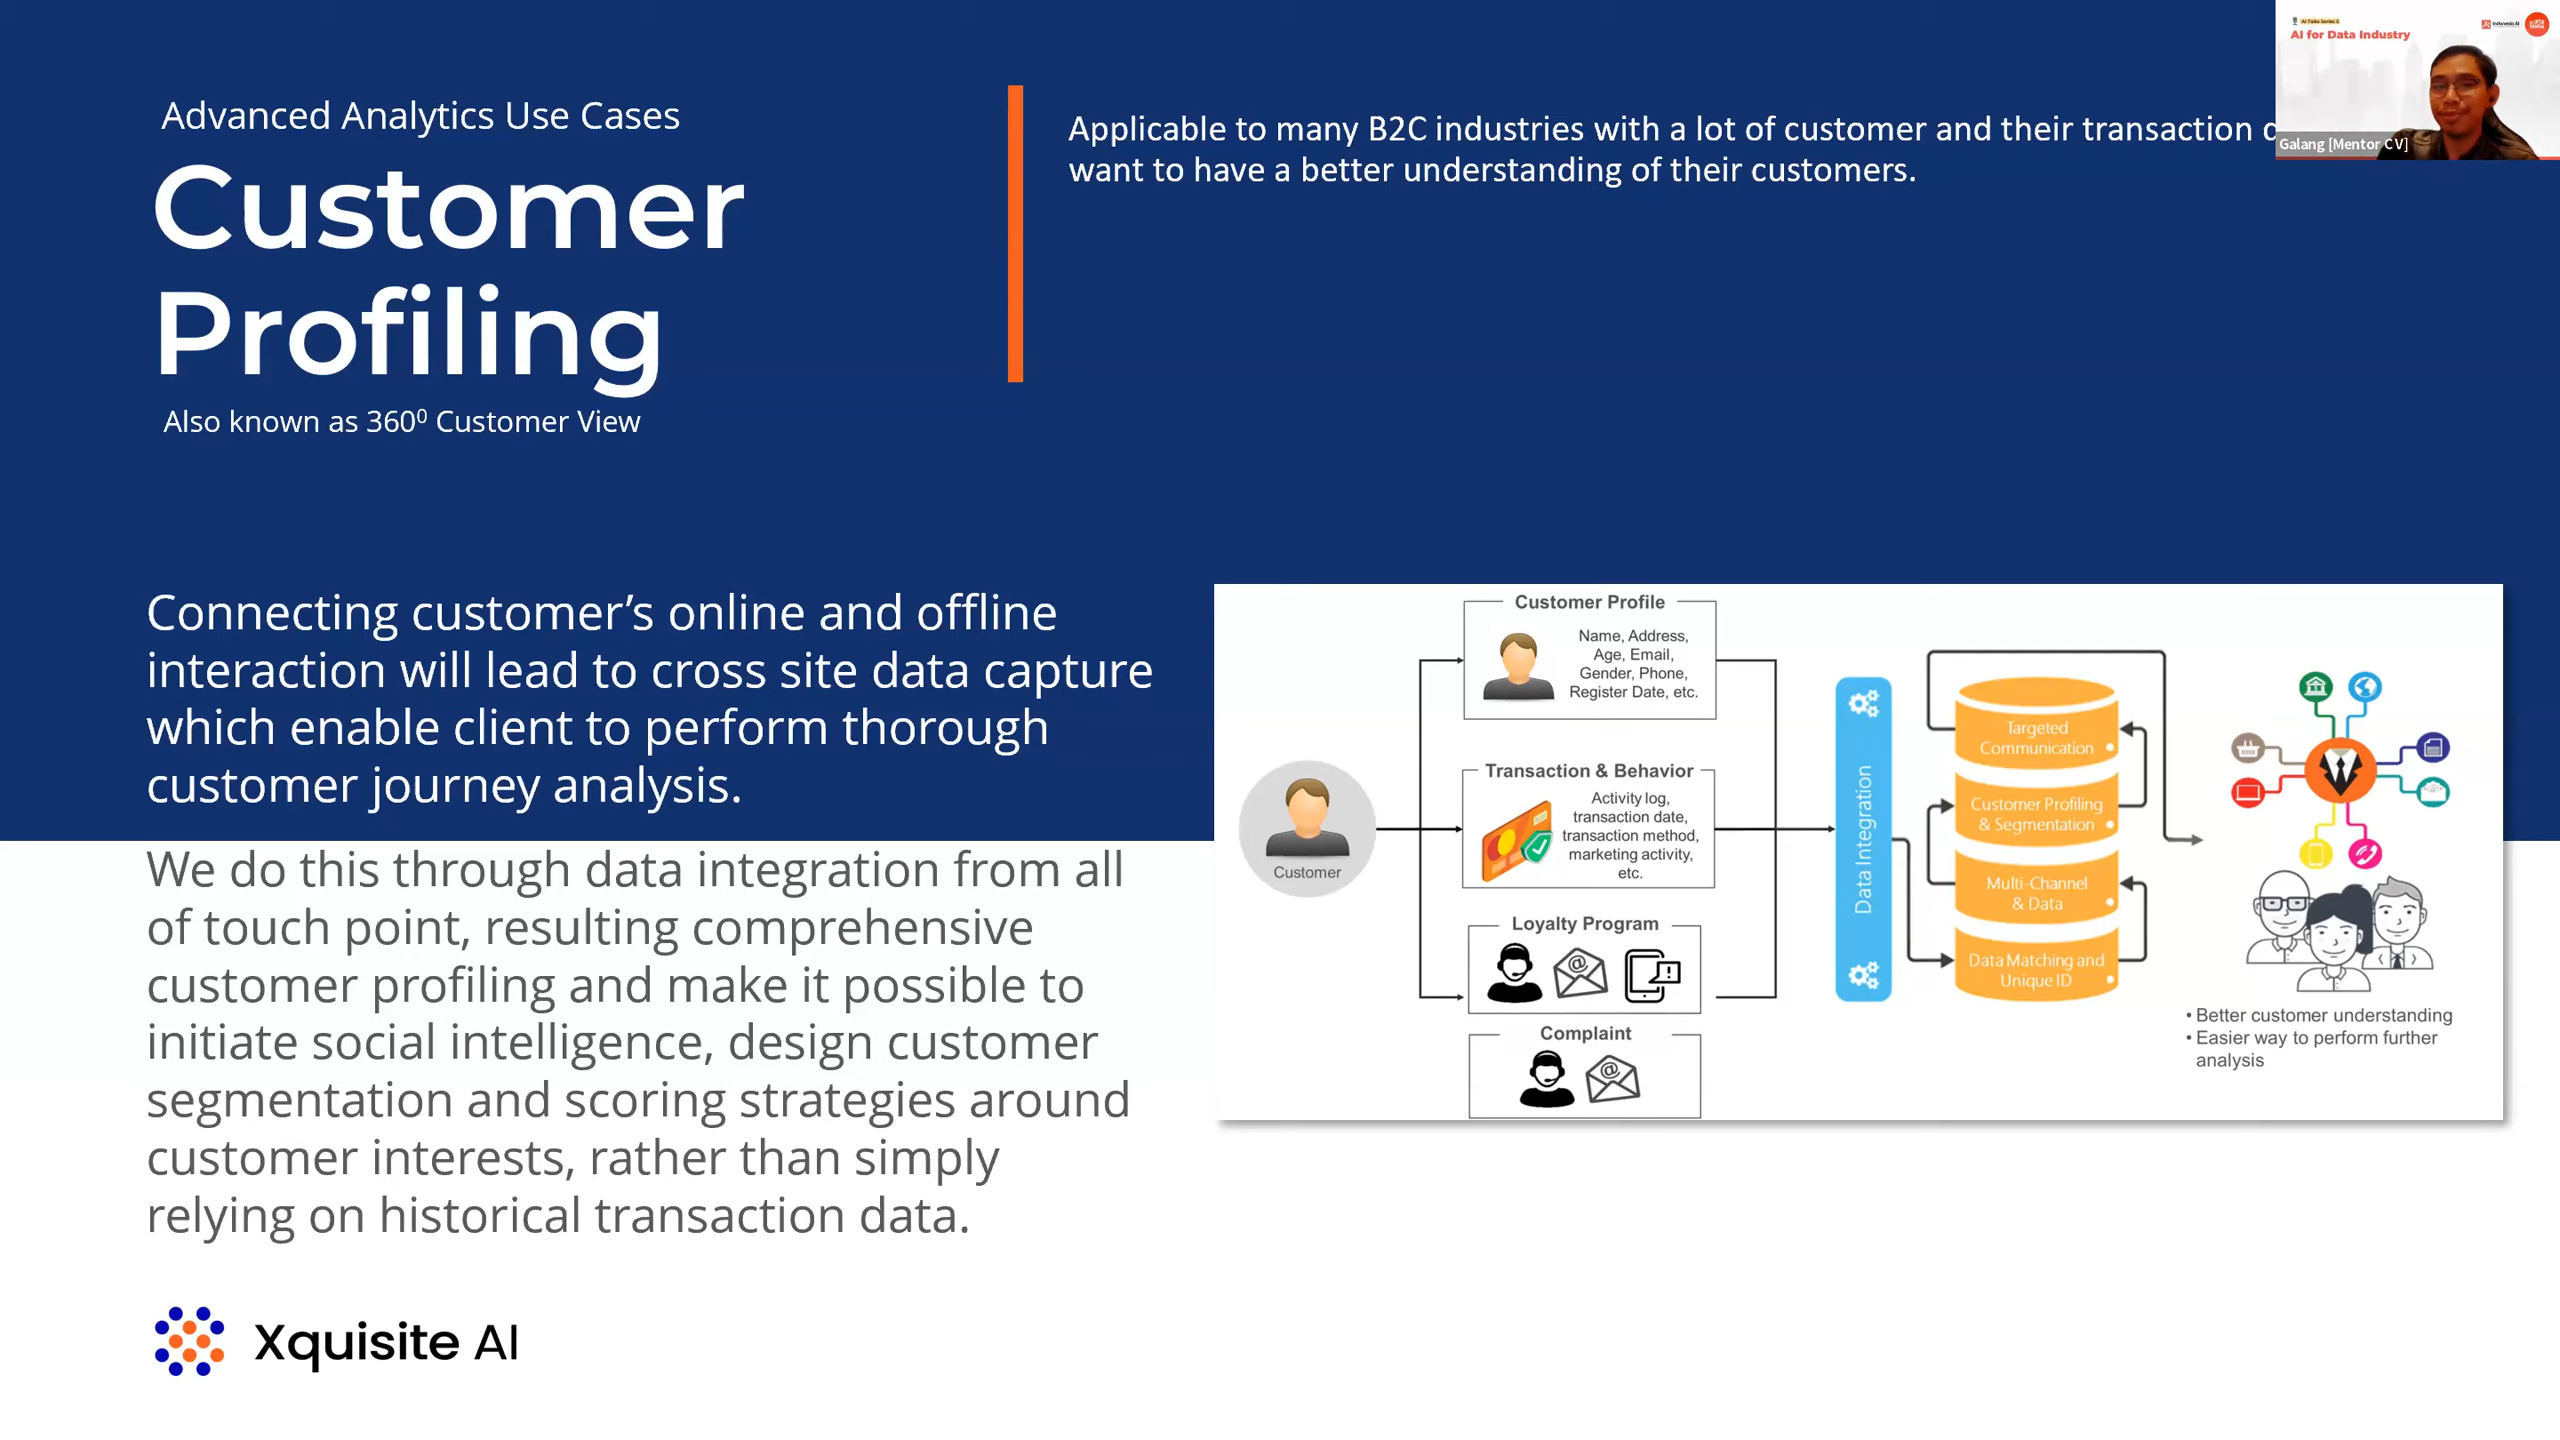 Advanced Analytics Use Cases
Customer
Profiling
Also known as 360⁰ Customer View
Applicable to many B2C industries with a lot of customer and their transaction
want to have a better understanding of their customers.
AI Talks Series 5
AI for Data Industry
Indonesia AI
Galang [Mentor CV]
Connecting customer’s online and offline
interaction will lead to cross site data capture
which enable client to perform thorough
customer journey analysis.
We do this through data integration from all
of touch point, resulting comprehensive
customer profiling and make it possible to
initiate social intelligence, design customer
segmentation and scoring strategies around
customer interests, rather than simply
relying on historical transaction data.
Customer
Customer Profile
Name, Address,
Age, Email,
Gender, Phone,
Register Date, etc.
Transaction & Behavior
Activity log,
transaction date,
transaction method,
marketing activity,
etc.
Loyalty Program
Complaint
Data Integration
Targeted
Communication
Customer Profiling
& Segmentation
Multi-Channel
& Data
Data Matching and
Unique ID
• Better customer understanding
• Easier way to perform further
analysis
Xquisite AI